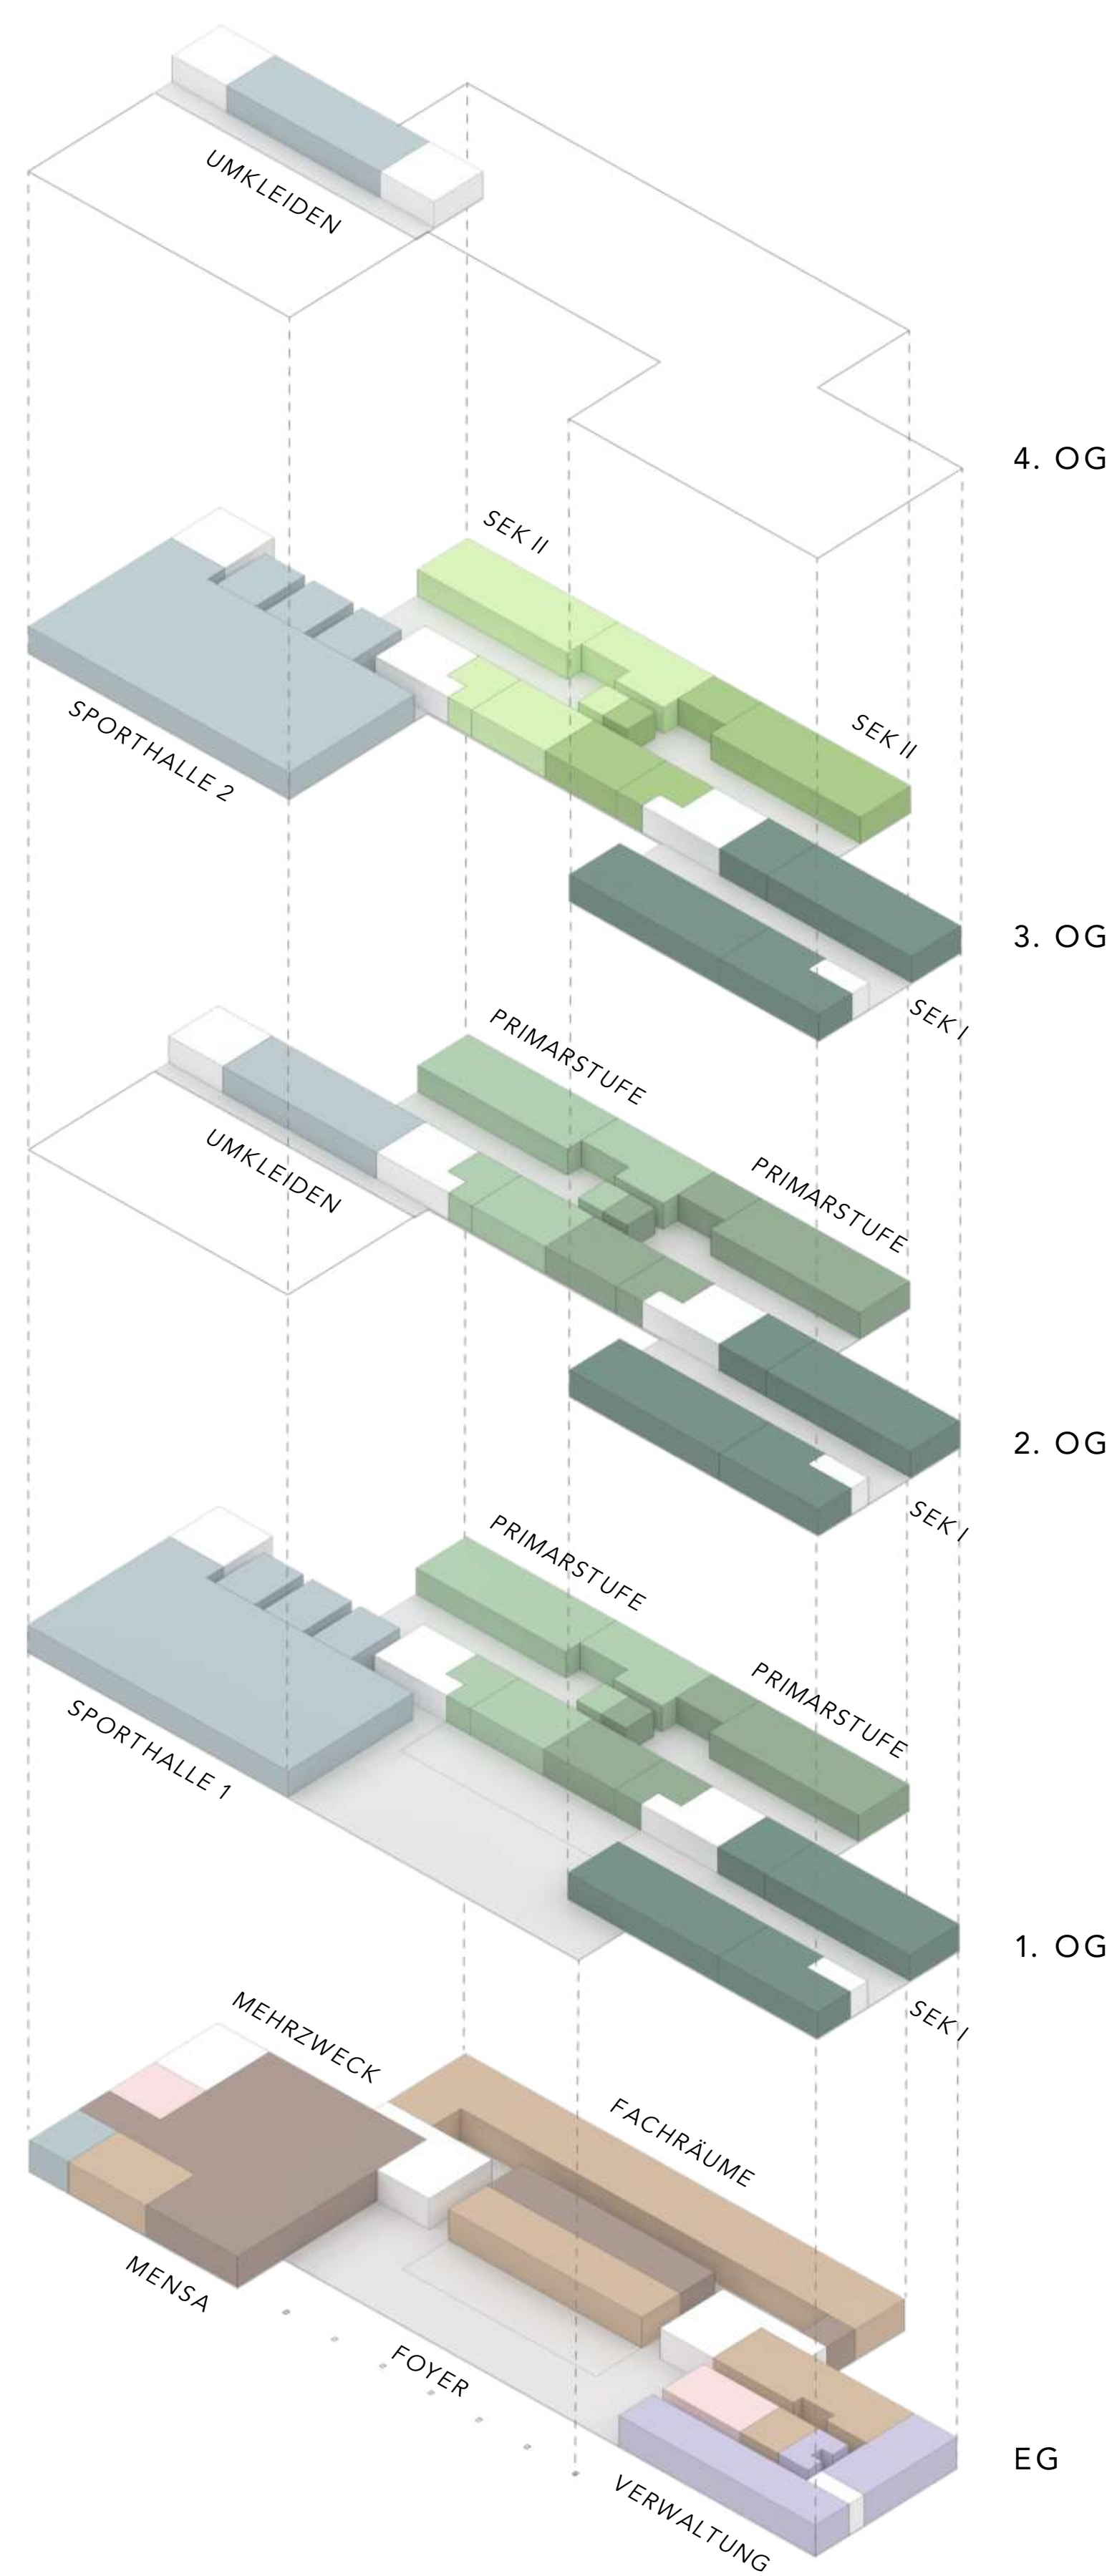 UMKLEIDEN
4. OG
SEK II
SEK II
SPORTHALLE 2
3. OG
SEK I
PRIMARSTUFE
PRIMARSTUFE
UMKLEIDEN
2. OG
SEK I
PRIMARSTUFE
PRIMARSTUFE
SPORTHALLE 1
1. OG
SEK I
MEHRZWECK
FACHRÄUME
MENSA
FOYER
EG
VERWALTUNG